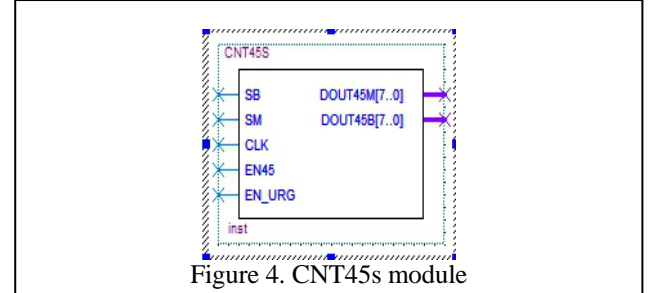 CNT45S
SB DOUT45M[7..0]
SM DOUT45B[7..0]
CLK
EN45
EN_URG
inst
Figure 4. CNT45s module